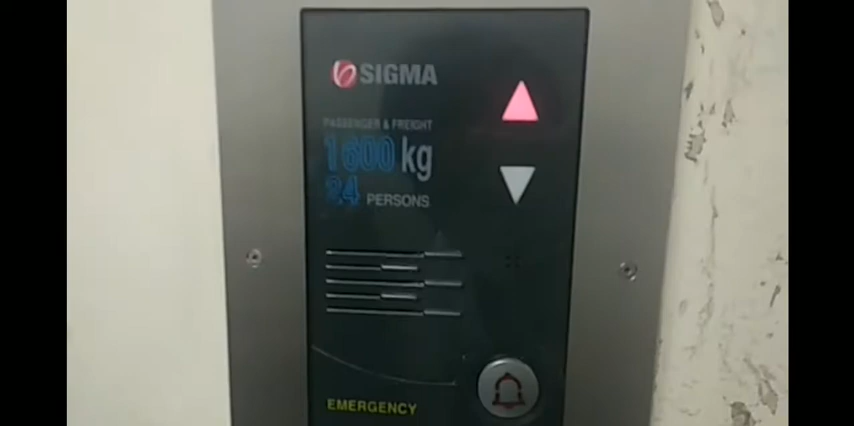 SIGMA
PASSENGER & FREIGHT
1600 kg
24 PERSONS
EMERGENCY